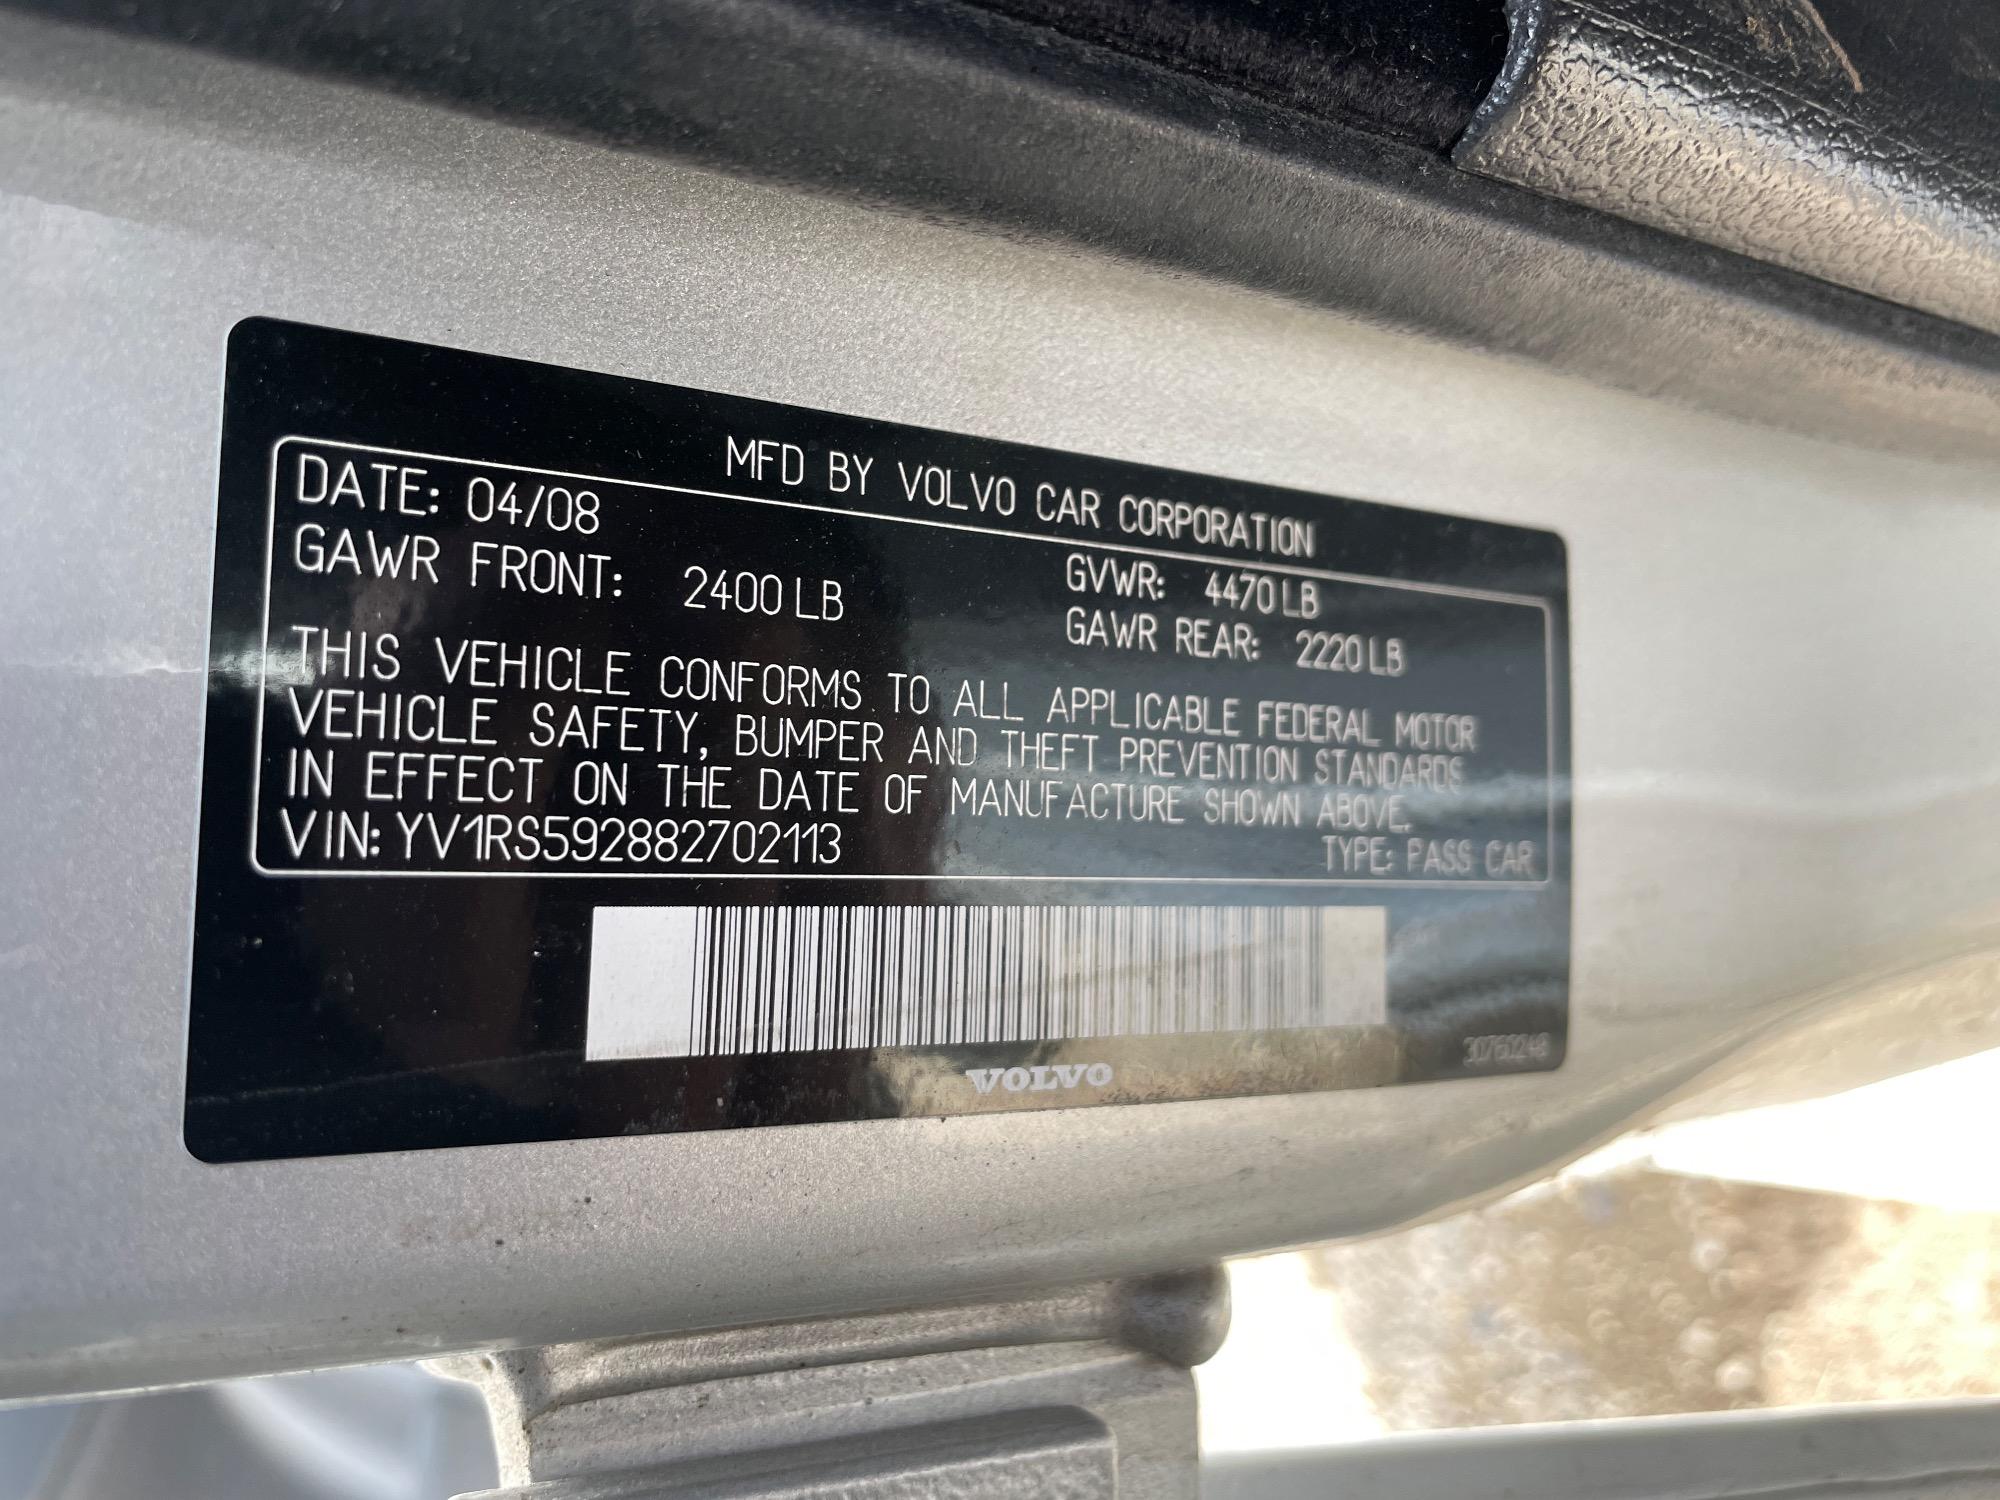 MFD BY VOLVO CAR CORPORATION
DATE: 04/08
GVWR: 4470 LB
GAWR FRONT: 2400 LB
GAWR REAR: 2220 LB
THIS VEHICLE CONFORMS TO ALL APPLICABLE FEDERAL MOTOR
VEHICLE SAFETY, BUMPER AND THEFT PREVENTION STANDARDS
IN EFFECT ON THE DATE OF MANUFACTURE SHOWN ABOVE.
VIN: YV1RS592882702113
TYPE: PASS CAR
VOLVO